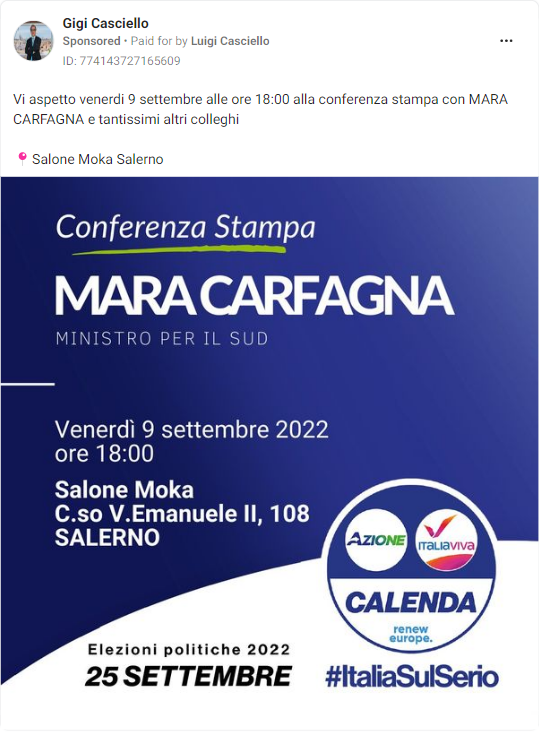 Gigi Casciello
Sponsored • Paid for by Luigi Casciello
ID: 774143727165609
Vi aspetto venerdi 9 settembre alle ore 18:00 alla conferenza stampa con MARA
CARFAGNA e tantissimi altri colleghi
Salone Moka Salerno
Conferenza Stampa
MARA CARFAGNA
MINISTRO PER IL SUD
Venerdì 9 settembre 2022
ore 18:00
Salone Moka
C.so V.Emanuele II, 108
SALERNO
AZIONE
ITALIAVIVA
CALENDA
renew
europe.
Elezioni politiche 2022
25 SETTEMBRE
#ItaliaSulSerio